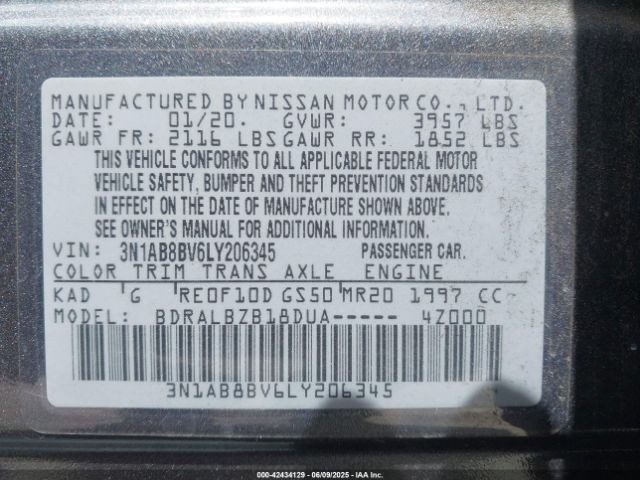 MANUFACTURED BY NISSAN MOTOR CO., LTD.
DATE: 01/20. GVWR: 3957 LBS
GAWR FR: 2116 LBS GAWR RR: 1852 LBS
THIS VEHICLE CONFORMS TO ALL APPLICABLE FEDERAL MOTOR
VEHICLE SAFETY, BUMPER AND THEFT PREVENTION STANDARDS
IN EFFECT ON THE DATE OF MANUFACTURE SHOWN ABOVE.
SEE OWNER'S MANUAL FOR ADDITIONAL INFORMATION.
VIN: 3N1AB8BV6LY206345 PASSENGER CAR.
COLOR TRIM TRANS AXLE ENGINE
KAD G RE0F10D GS50 MR20 1997 CC
MODEL: BDRALBZB18DUA----- 4Z000
3N1AB8BV6LY206345
000-42434129 - 06/09/2025 - IAA Corp.